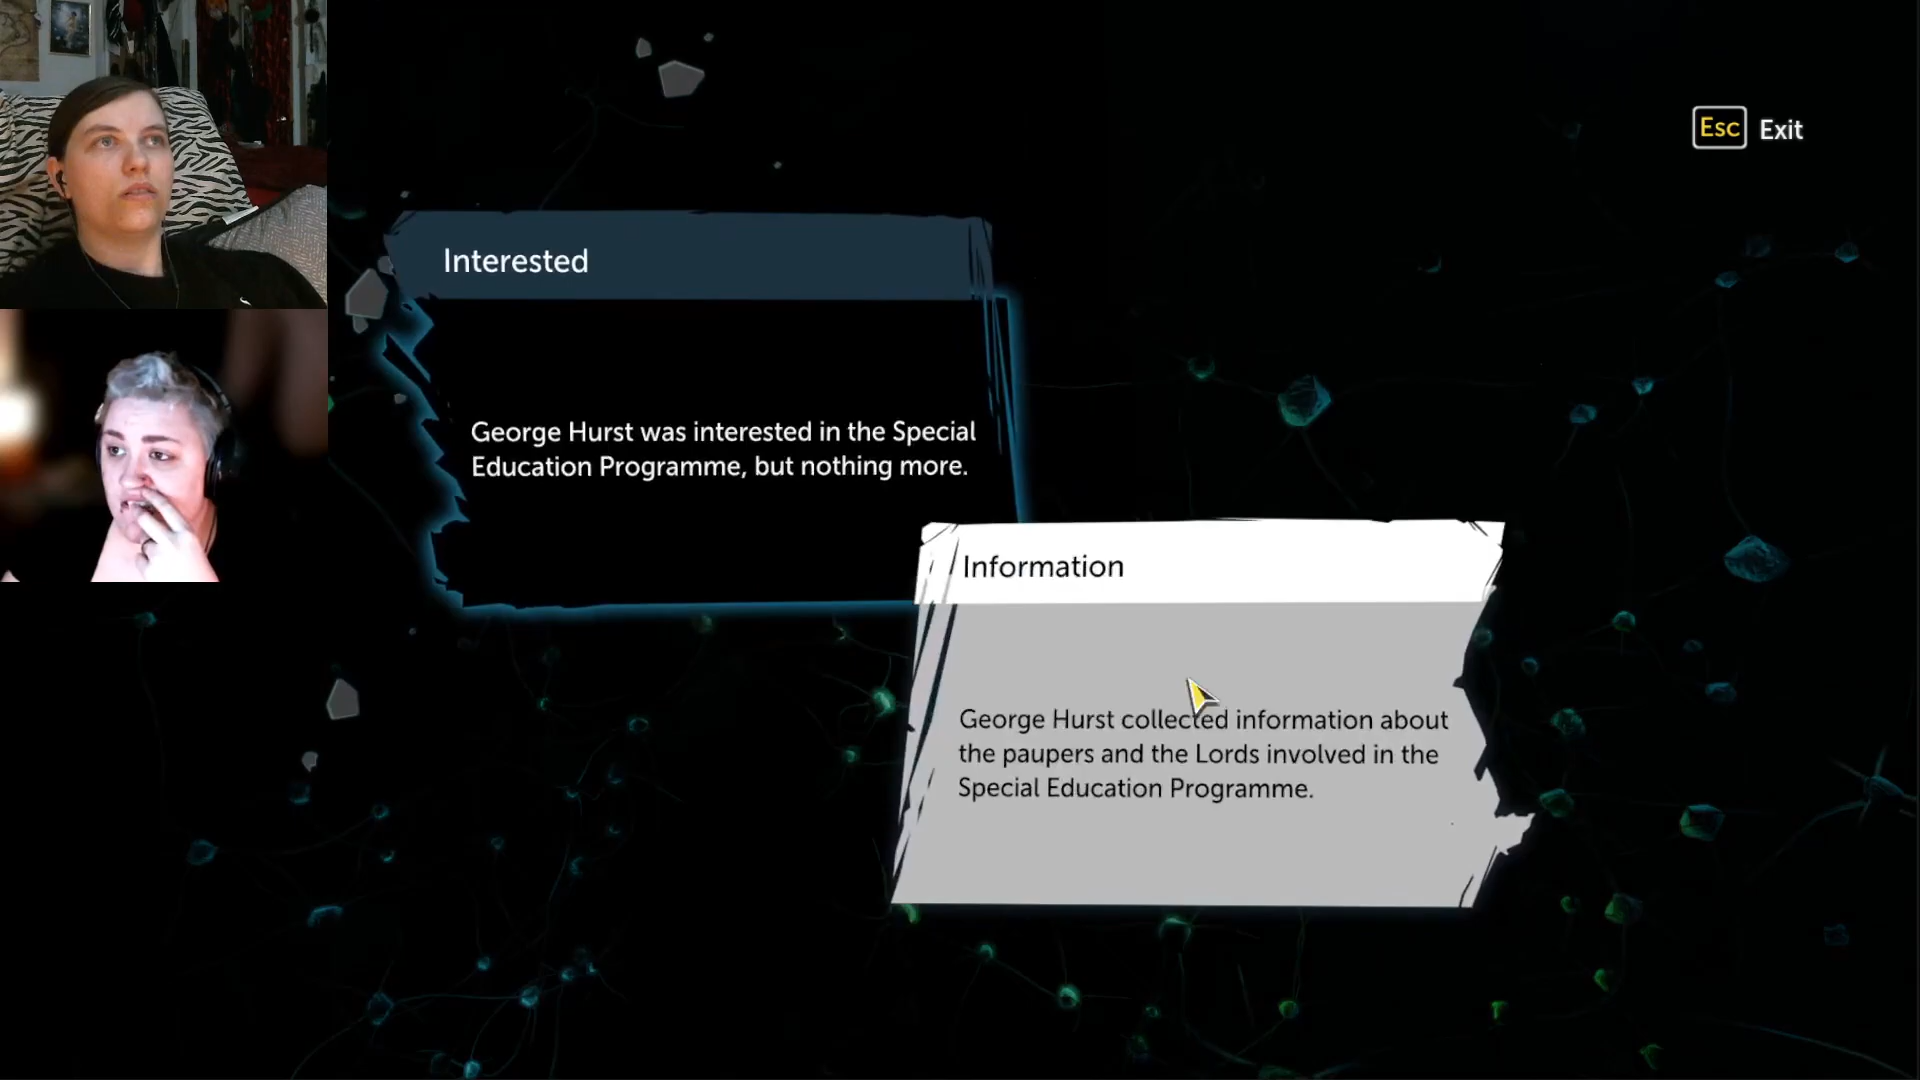 Esc Exit
Interested
George Hurst was interested in the Special
Education Programme, but nothing more.
Information
George Hurst collected information about
the paupers and the Lords involved in the
Special Education Programme.